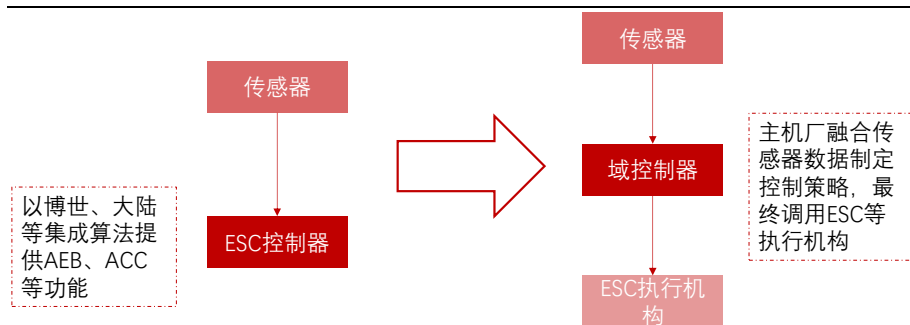 传感器
以博世、大陆
等集成算法提
供AEB、ACC
等功能
ESC控制器
传感器
域控制器
ESC执行机
构
主机厂融合传
感器数据制定
控制策略，最
终调用ESC等
执行机构